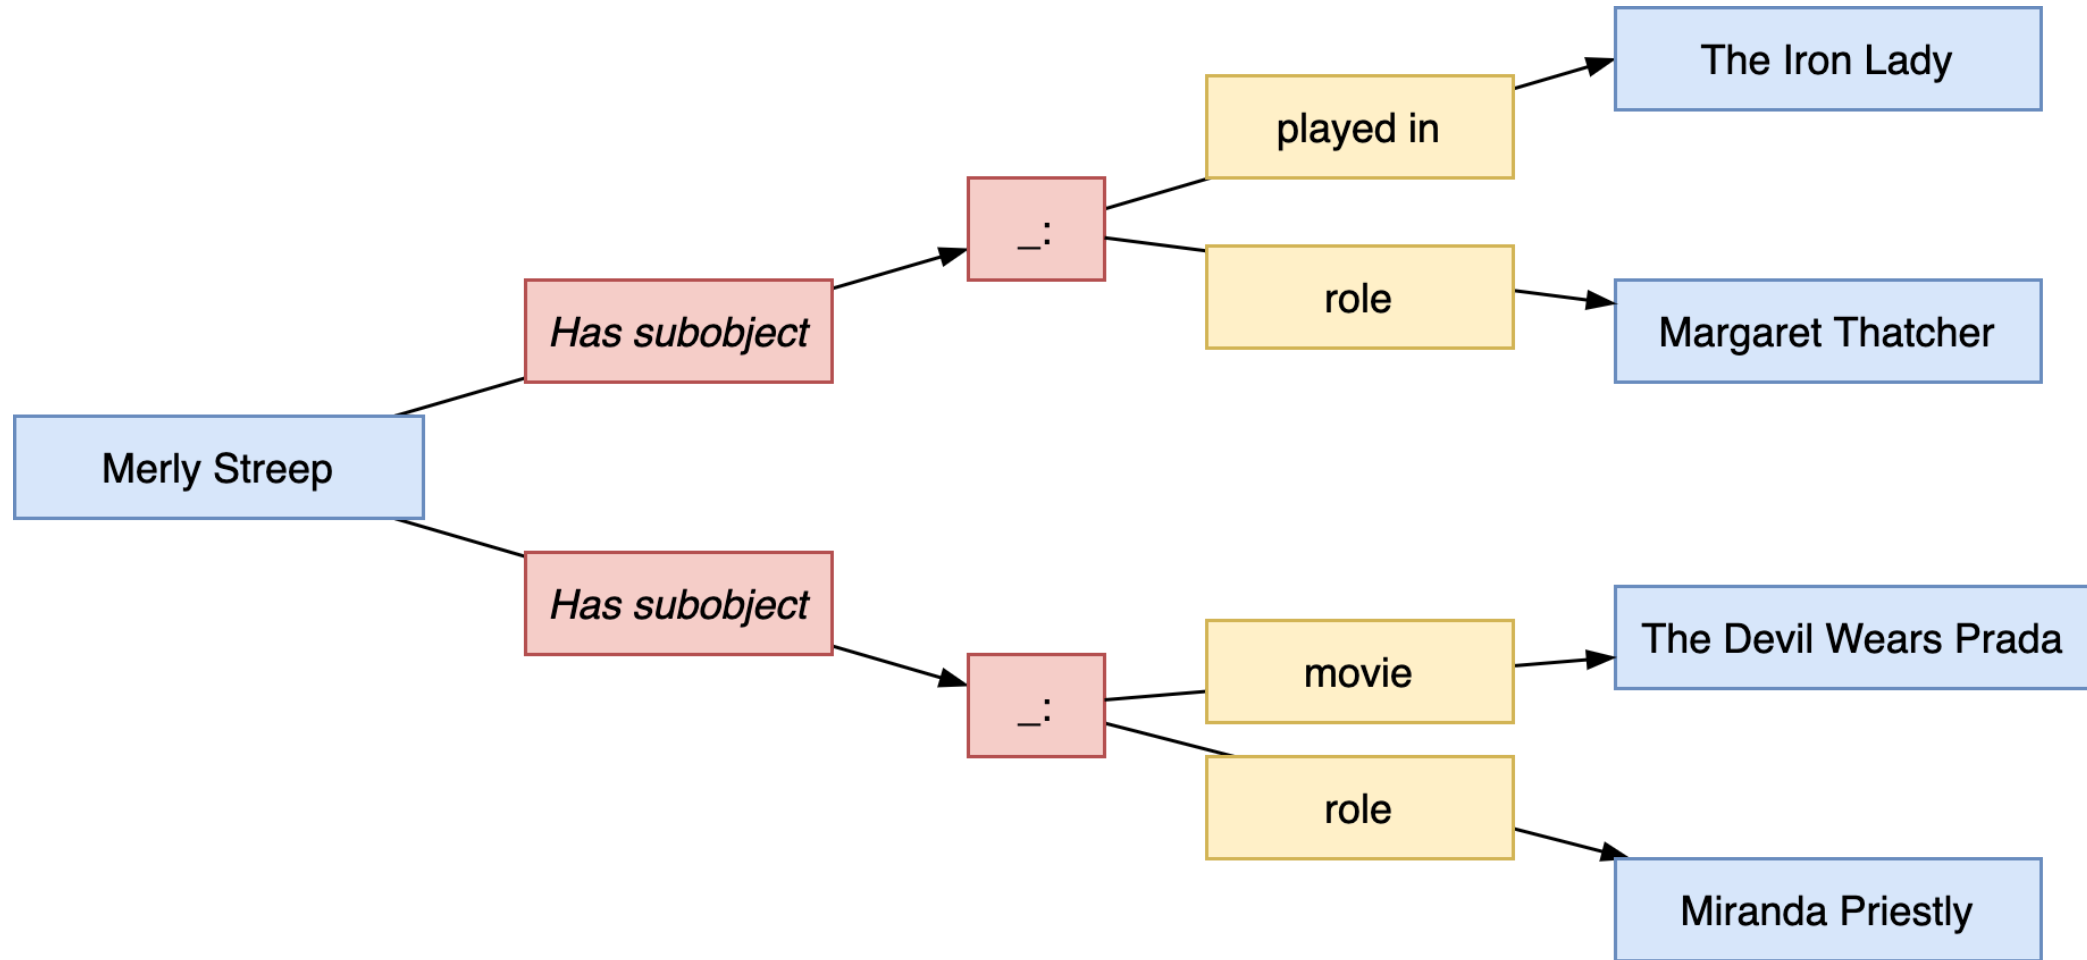 The Iron Lady
played in
_:
role
Has subobject
Margaret Thatcher
Merly Streep
Has subobject
The Devil Wears Prada
movie
_:
role
Miranda Priestly